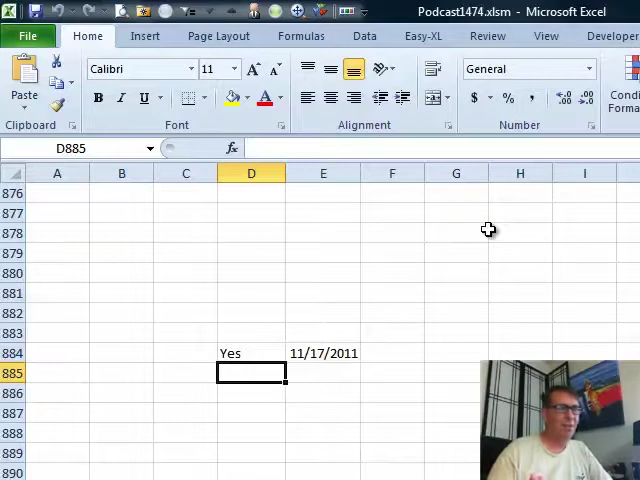 Podcast1474.xlsm - Microsoft Excel
File Home Insert Page Layout Formulas Easy-XL Review View Developer
Calibri 11 General
Paste
Clipboard Font Alignment Number
D885 fx
A B C D E F G H I
876
877
878
879
880
881
882
883
884 Yes 11/17/2011
885
886
887
888
889
890